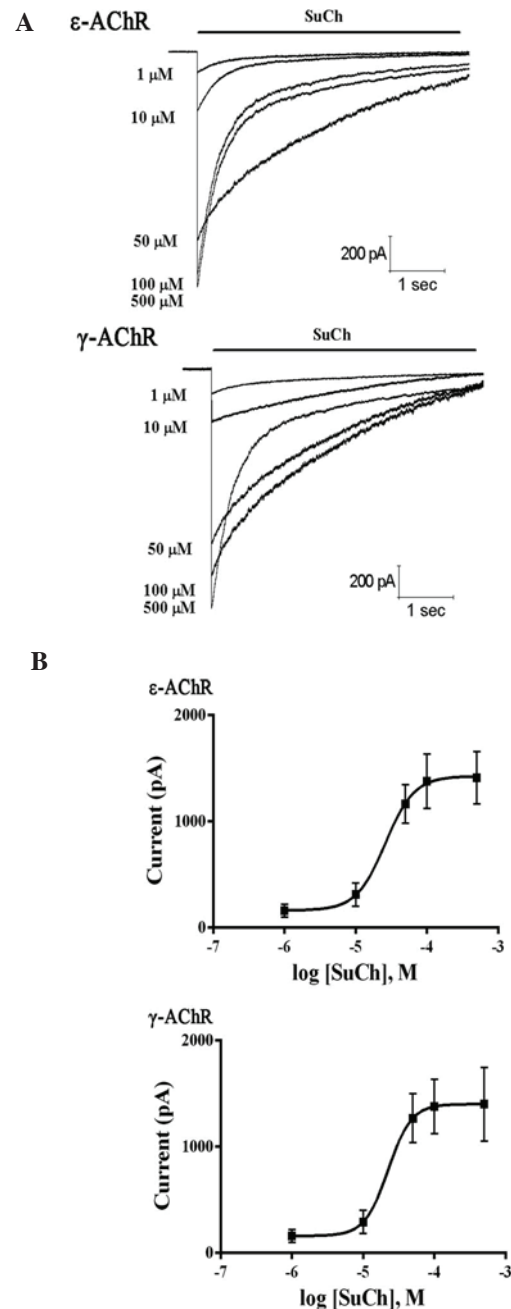 A
ε-AChR
SuCh
1 μM
10 μM
50 μM
100 μM
500 μM
200 pA
1 sec
γ-AChR
SuCh
1 μM
10 μM
50 μM
100 μM
500 μM
200 pA
1 sec
B
ε-AChR
2000
1000
0
Current (pA)
-7 -6 -5 -4 -3
log [SuCh], M
γ-AChR
2000
1000
0
Current (pA)
-7 -6 -5 -4 -3
log [SuCh], M